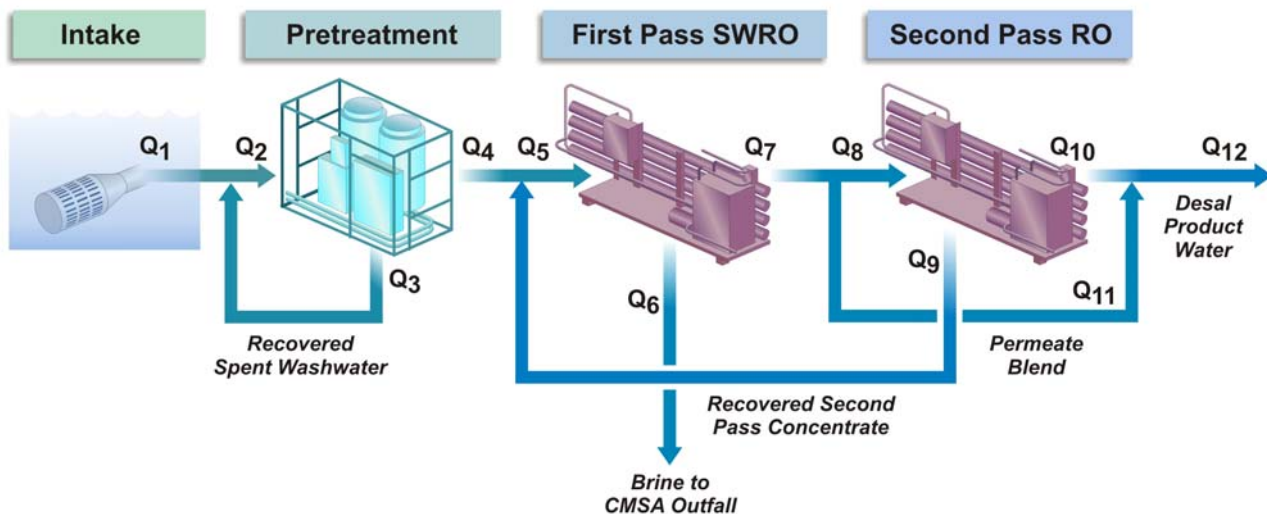 Intake
Pretreatment
First Pass SWRO
Second Pass RO
Q1
Q2
Q4
Q5
Q7
Q8
Q10
Q12
Desal
Product
Water
Q3
Q6
Q9
Q11
Recovered
Spent Washwater
Permeate
Blend
Recovered Second
Pass Concentrate
Brine to
CMSA Outfall